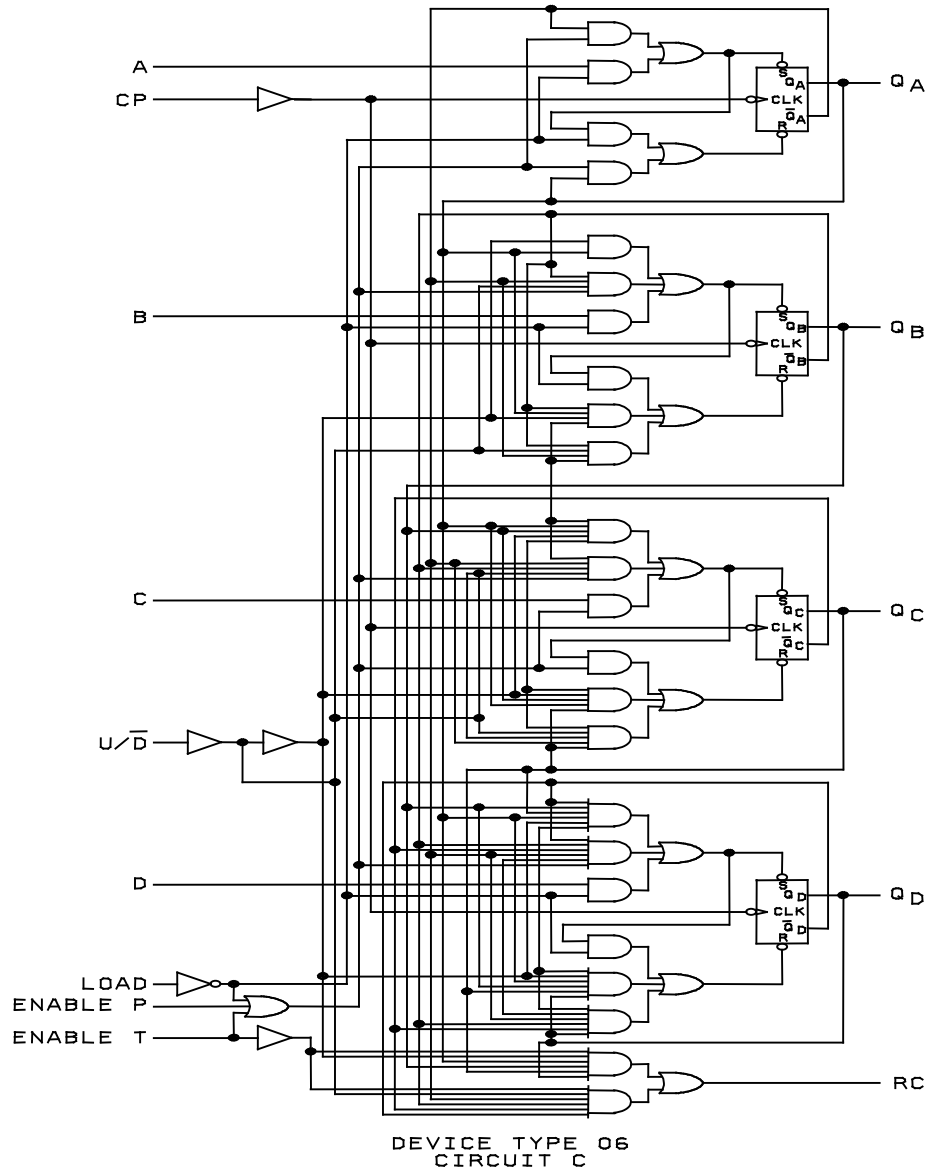 A
CP
S
Q A
CLK
Q̅ A
R
Q A
B
S
Q B
CLK
Q̅ B
R
Q B
C
S
Q C
CLK
Q̅ C
R
Q C
U/D̅
D
S
Q D
CLK
Q̅ D
R
Q D
LOAD
ENABLE P
ENABLE T
RC
DEVICE TYPE 06
CIRCUIT C